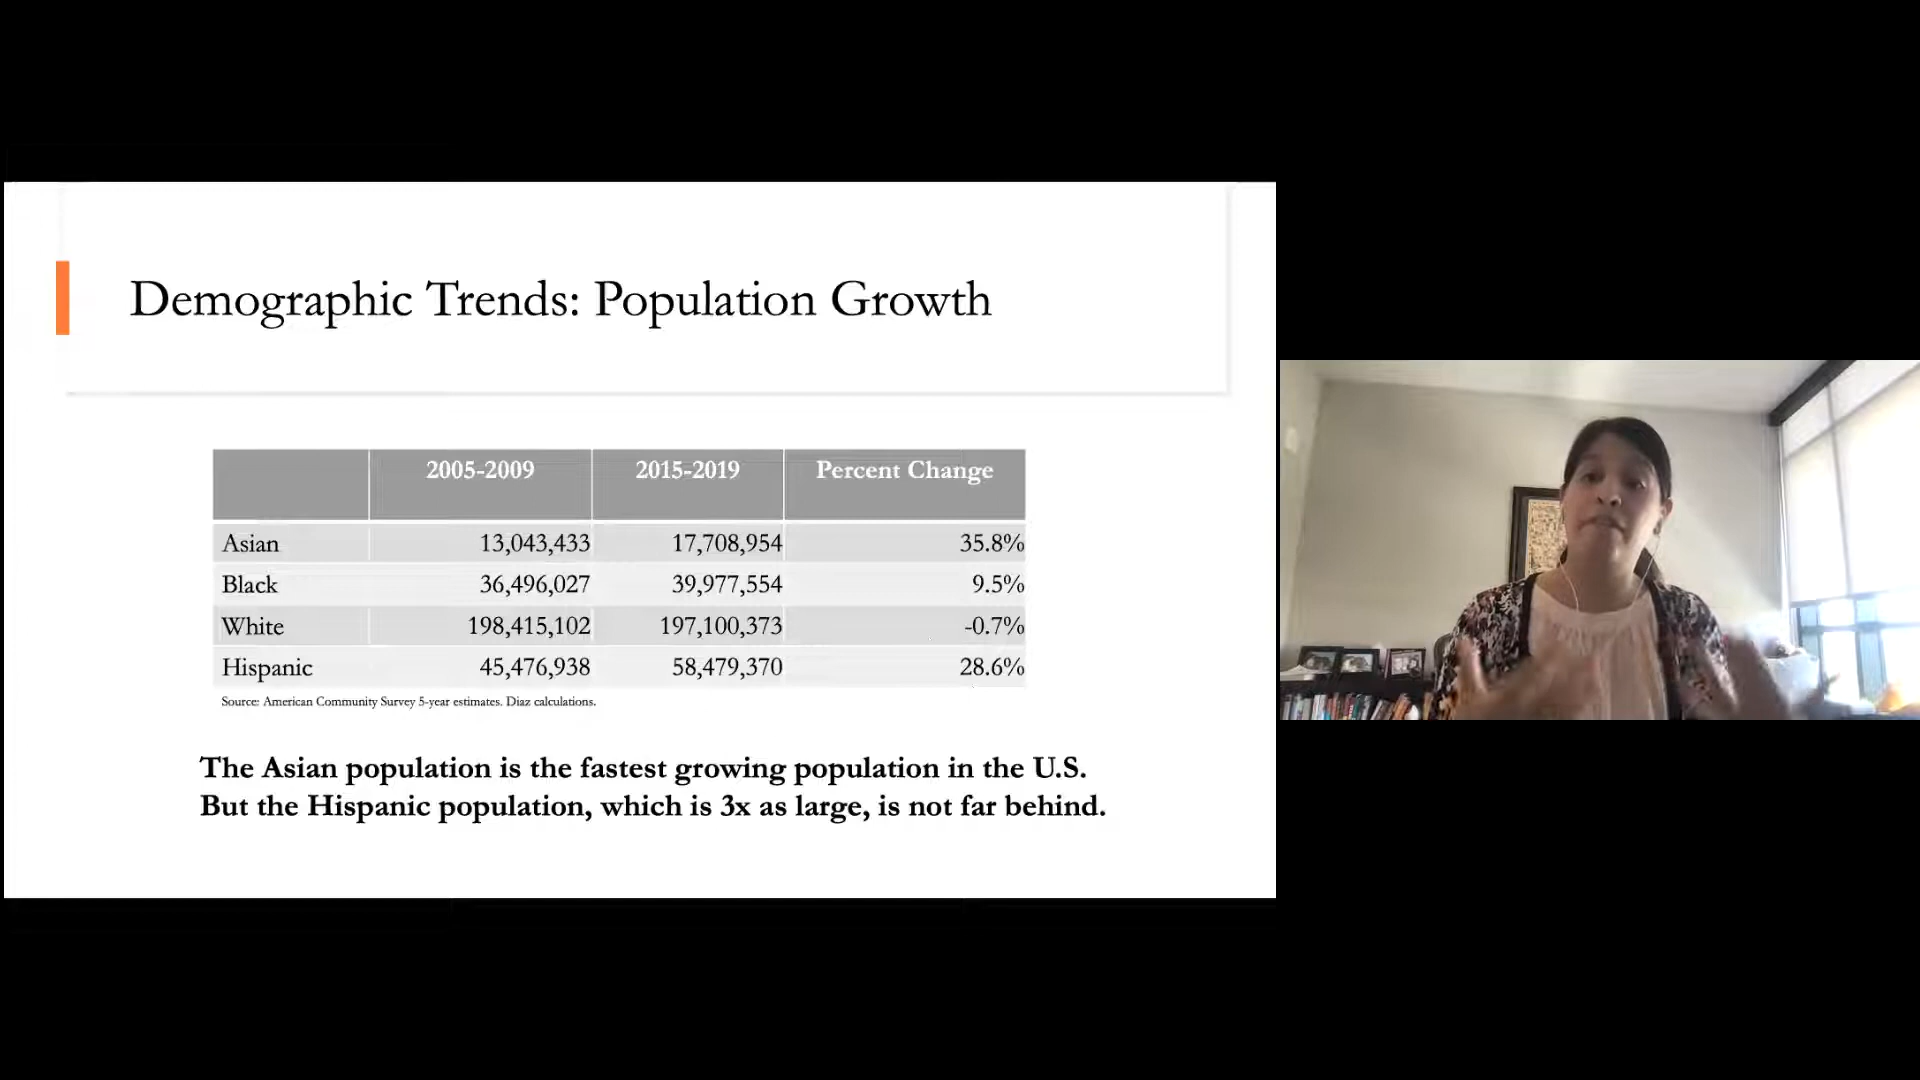 Demographic Trends: Population Growth
2005-2009 2015-2019 Percent Change
Asian 13,043,433 17,708,954 35.8%
Black 36,496,027 39,977,554 9.5%
White 198,415,102 197,100,373 -0.7%
Hispanic 45,476,938 58,479,370 28.6%
Source: American Community Survey 5-year estimates. Diaz calculations.
The Asian population is the fastest growing population in the U.S.
But the Hispanic population, which is 3x as large, is not far behind.